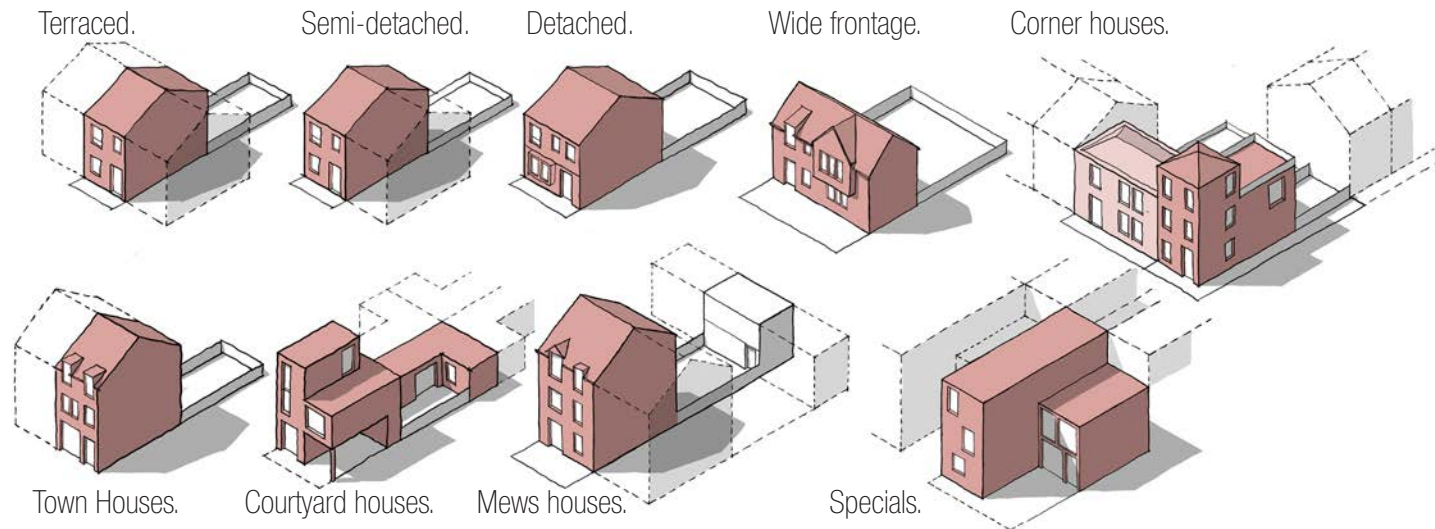 Terraced.
Semi-detached.
Detached.
Wide frontage.
Corner houses.
Town Houses.
Courtyard houses.
Mews houses.
Specials.